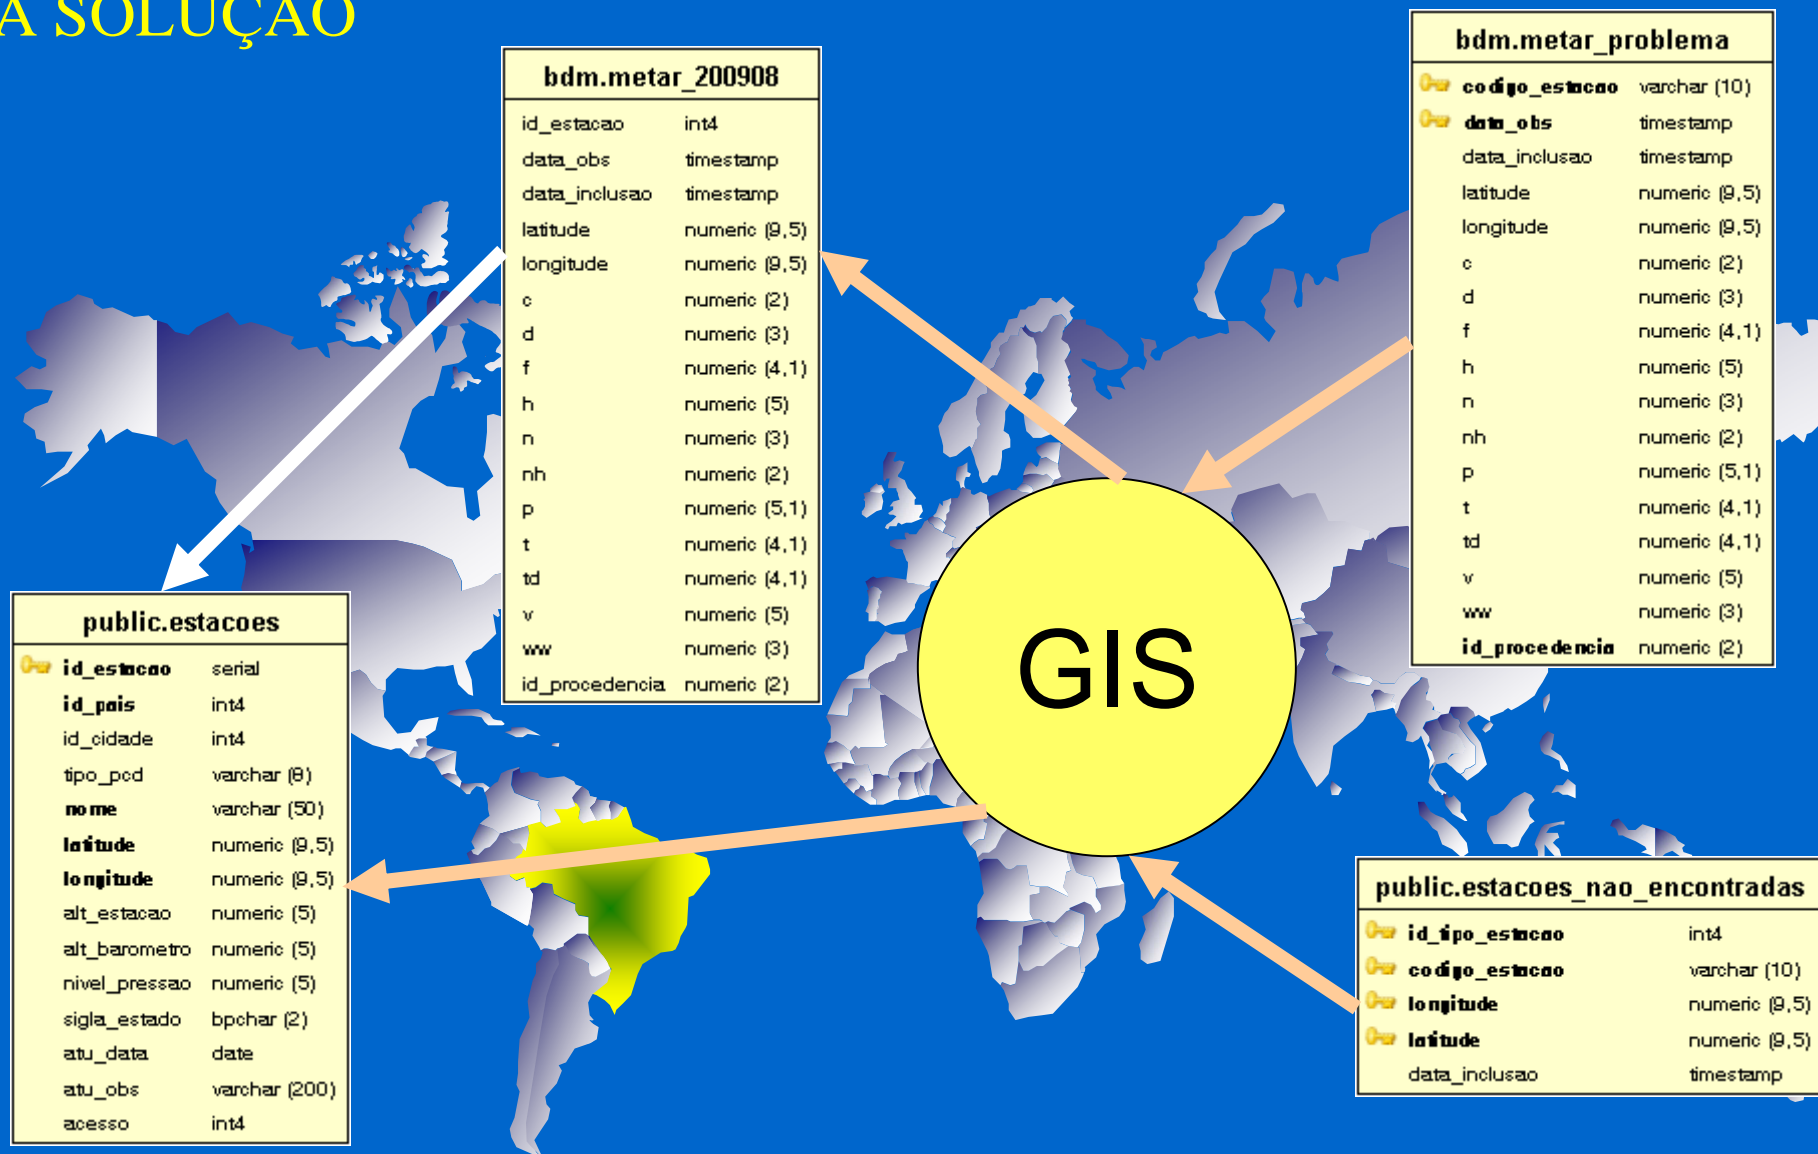 A SOLUÇÃO
bdm.metar_200908
id_estacao int4
data_obs timestamp
data_inclusao timestamp
latitude numeric (9,5)
longitude numeric (9,5)
c numeric (2)
d numeric (3)
f numeric (4,1)
h numeric (5)
n numeric (3)
nh numeric (2)
p numeric (5,1)
t numeric (4,1)
td numeric (4,1)
v numeric (5)
ww numeric (3)
id_procedencia numeric (2)
bdm.metar_problema
codigo_estacao varchar (10)
data_obs timestamp
data_inclusao timestamp
latitude numeric (9,5)
longitude numeric (9,5)
c numeric (2)
d numeric (3)
f numeric (4,1)
h numeric (5)
n numeric (3)
nh numeric (2)
p numeric (5,1)
t numeric (4,1)
td numeric (4,1)
v numeric (5)
ww numeric (3)
id_procedencia numeric (2)
GIS
public.estacoes
id_estacao serial
id_pais int4
id_cidade int4
tipo_pcd varchar (8)
nome varchar (50)
latitude numeric (9,5)
longitude numeric (9,5)
alt_estacao numeric (5)
alt_barometro numeric (5)
nivel_pressao numeric (5)
sigla_estado bpchar (2)
atu_data date
atu_obs varchar (200)
acesso int4
public.estacoes_nao_encontradas
id_tipo_estacao int4
codigo_estacao varchar (10)
longitude numeric (9,5)
latitude numeric (9,5)
data_inclusao timestamp